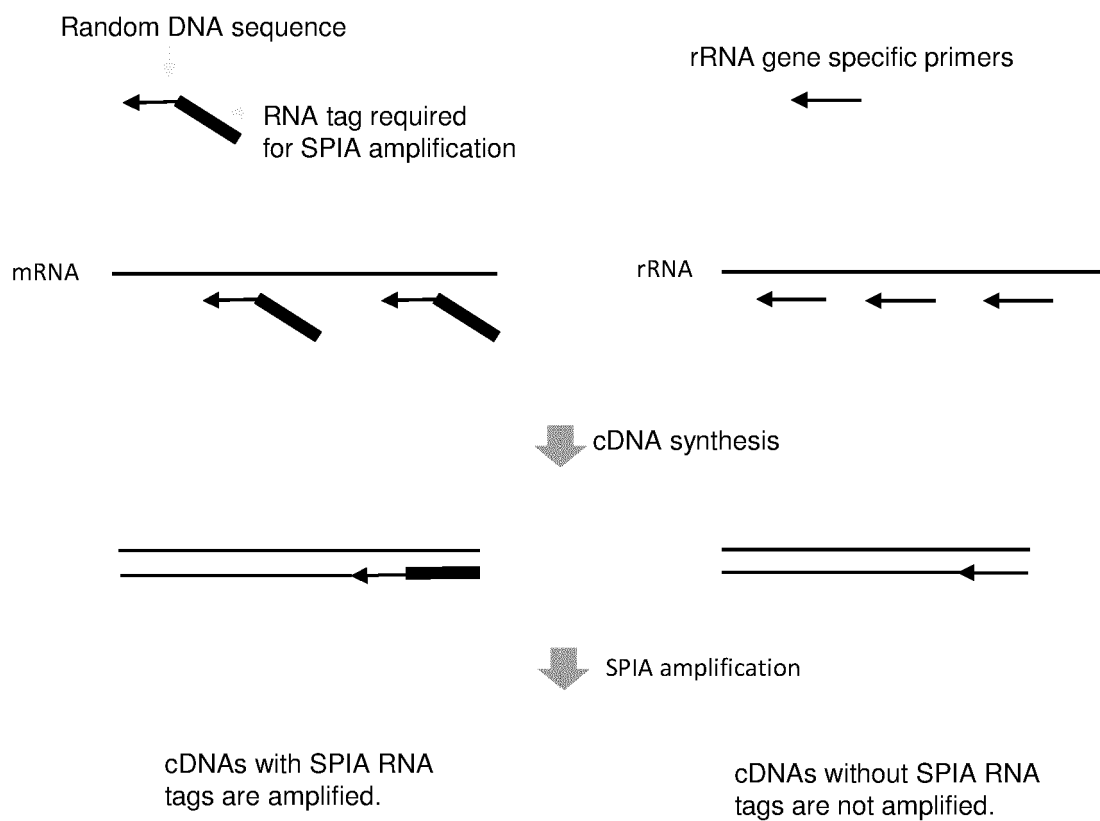 Random DNA sequence
rRNA gene specific primers
RNA tag required
for SPIA amplification
mRNA
rRNA
cDNA synthesis
SPIA amplification
cDNAs with SPIA RNA
tags are amplified.
cDNAs without SPIA RNA
tags are not amplified.